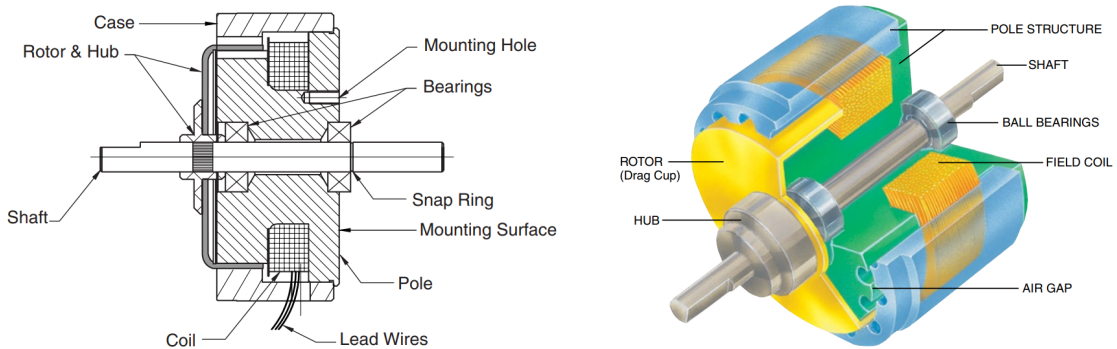 Case
Rotor & Hub
Mounting Hole
Bearings
Shaft
Snap Ring
Mounting Surface
Pole
Coil
Lead Wires
POLE STRUCTURE
SHAFT
BALL BEARINGS
ROTOR
(Drag Cup)
FIELD COIL
HUB
AIR GAP